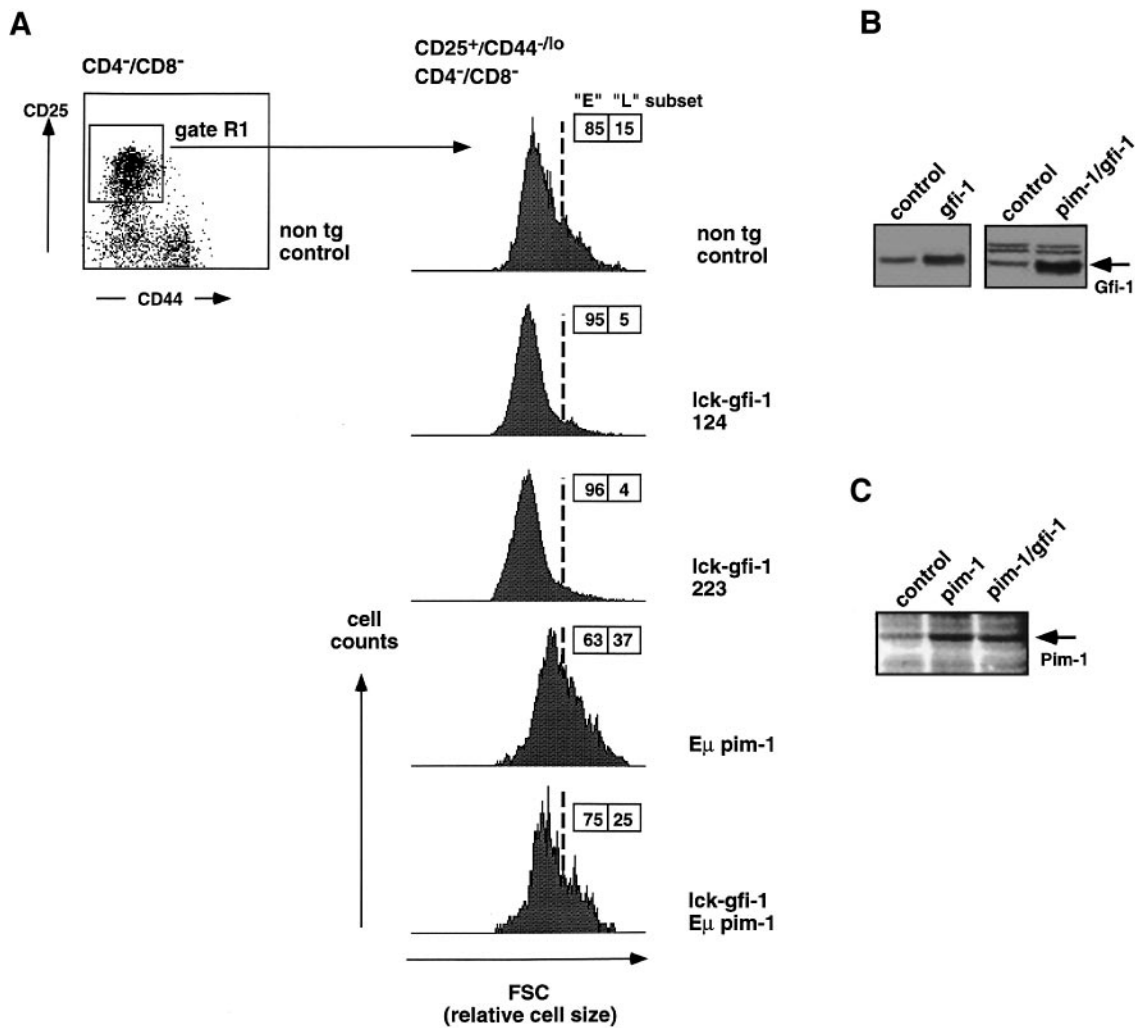 A
CD4-/CD8-
CD25
gate R1
non tg
control
CD44
CD25+/CD44-/lo
CD4-/CD8-
"E" "L" subset
85 15
non tg
control
95 5
lck-gfi-1
124
96 4
lck-gfi-1
223
cell
counts
63 37
Eμ pim-1
75 25
lck-gfi-1
Eμ pim-1
FSC
(relative cell size)
B
control
gfi-1
control
pim-1/gfi-1
Gfi-1
C
control
pim-1
pim-1/gfi-1
Pim-1